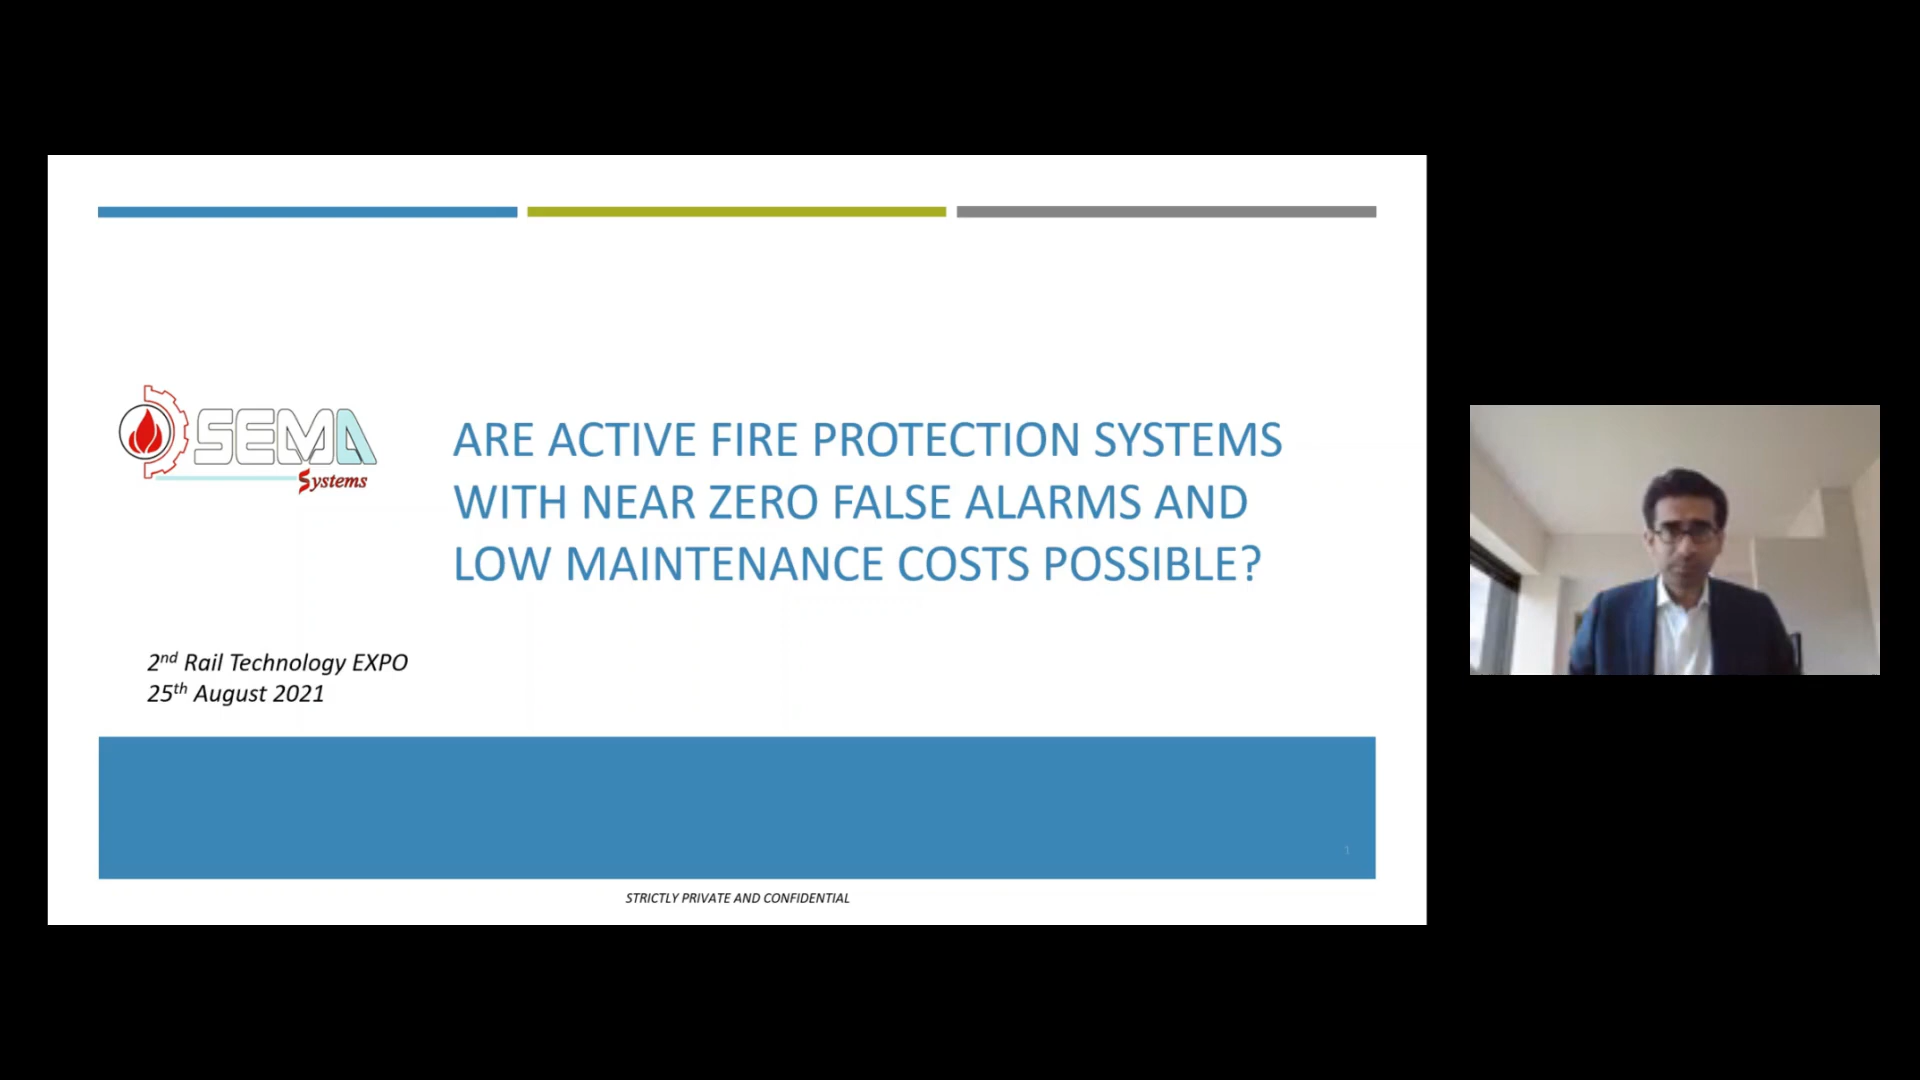 SEMA
Systems
ARE ACTIVE FIRE PROTECTION SYSTEMS
WITH NEAR ZERO FALSE ALARMS AND
LOW MAINTENANCE COSTS POSSIBLE?
2nd Rail Technology EXPO
25th August 2021
1
STRICTLY PRIVATE AND CONFIDENTIAL